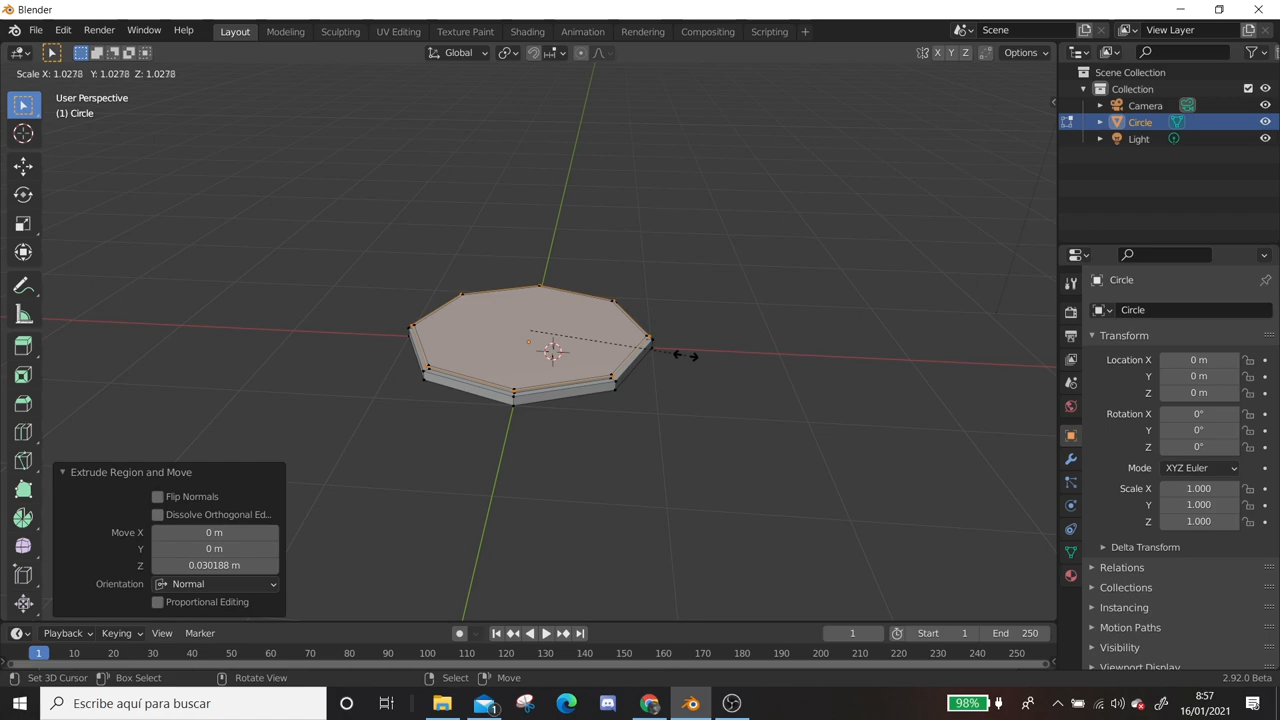 Blender
File Edit Render Window Help
Layout Modeling Sculpting UV Editing Texture Paint Shading Animation Rendering Compositing Scripting +
Scene
View Layer
Global
X Y Z
Options
Scale X: 1.0278 Y: 1.0278 Z: 1.0278
User Perspective
(1) Circle
Scene Collection
Collection
Camera
Circle
Light
Circle
Circle
Transform
Location X 0 m
Y 0 m
Z 0 m
Rotation X 0°
Y 0°
Z 0°
Mode XYZ Euler
Scale X 1.000
Y 1.000
Z 1.000
Delta Transform
Relations
Collections
Instancing
Motion Paths
Visibility
Viewport Display
Extrude Region and Move
Flip Normals
Dissolve Orthogonal Ed...
Move X 0 m
Y 0 m
Z 0.030188 m
Orientation Normal
Proportional Editing
Playback Keying View Marker
1
Start 1
End 250
1 10 20 30 40 50 60 70 80 90 100 110 120 130 140 150 160 170 180 190 200 210 220 230 240 250
Set 3D Cursor Box Select Rotate View Select Move
2.92.0 Beta
Escribe aquí para buscar
1
98%
8:57
16/01/2021